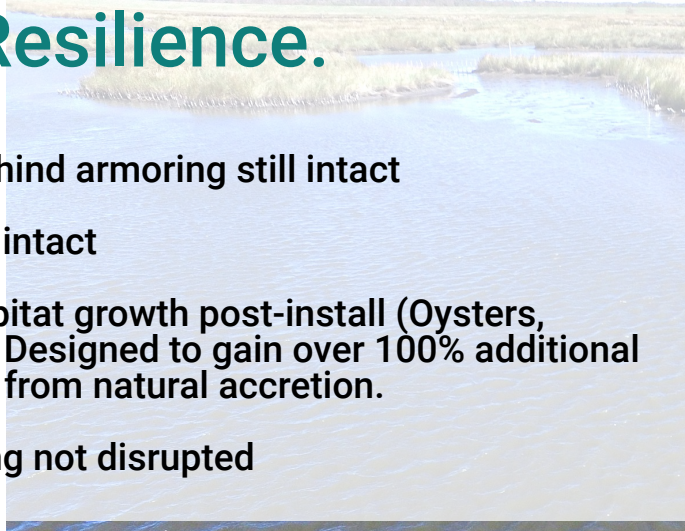 Resilience.
hind armoring still intact
intact
bitat growth post-install (Oysters,
Designed to gain over 100% additional
from natural accretion.
g not disrupted